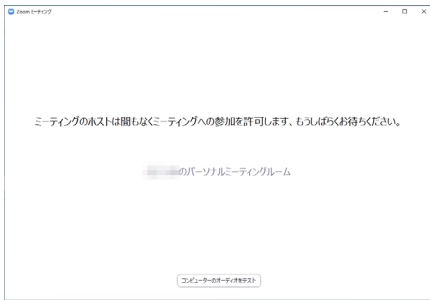 Zoom ミーティング
ミーティングのホストは間もなくミーティングへの参加を許可します、もうしばらくお待ちください。
のパーソナルミーティングルーム
コンピューターのオーディオをテスト